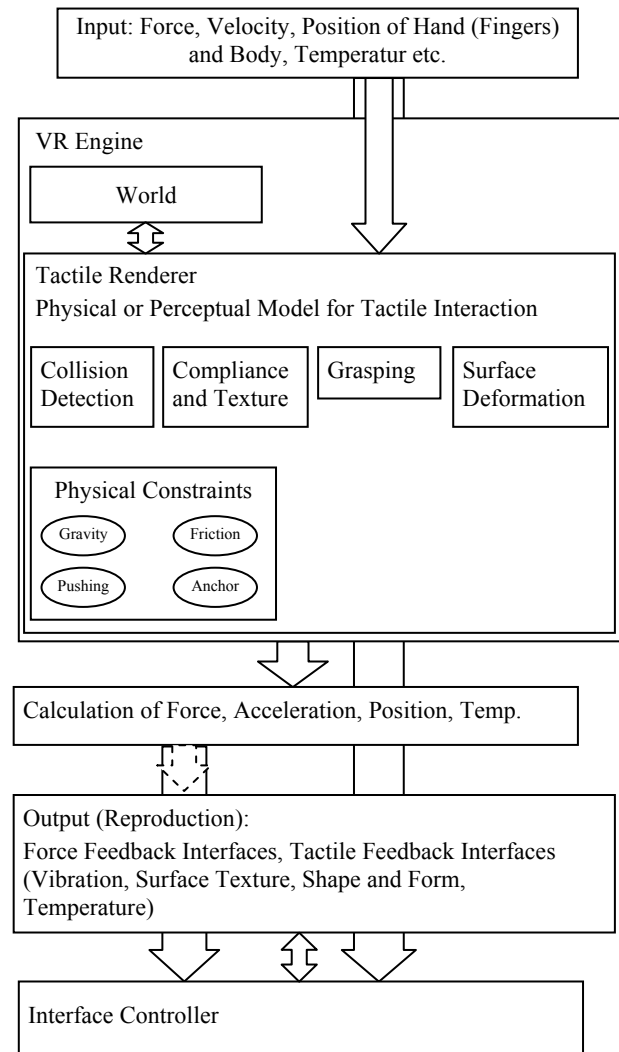 Input: Force, Velocity, Position of Hand (Fingers)
and Body, Temperatur etc.
VR Engine
World
Tactile Renderer
Physical or Perceptual Model for Tactile Interaction
Collision
Detection
Compliance
and Texture
Grasping
Surface
Deformation
Physical Constraints
Gravity
Friction
Pushing
Anchor
Calculation of Force, Acceleration, Position, Temp.
Output (Reproduction):
Force Feedback Interfaces, Tactile Feedback Interfaces
(Vibration, Surface Texture, Shape and Form,
Temperature)
Interface Controller